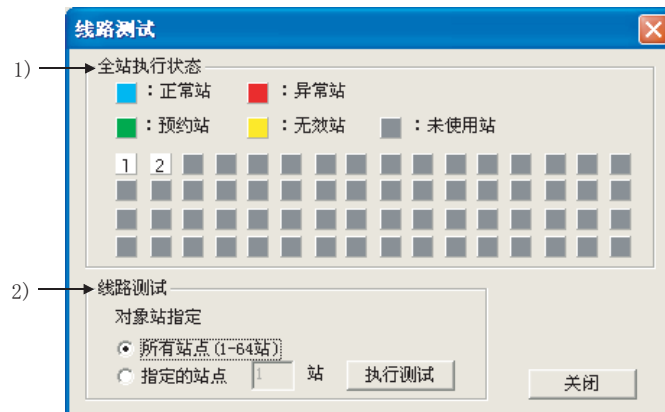 线路测试
1)
全站执行状态
：正常站 ：异常站
：预约站 ：无效站 ：未使用站
1 2
2)
线路测试
对象站指定
所有站点(1-64站)
指定的站点 1 站 执行测试
关闭